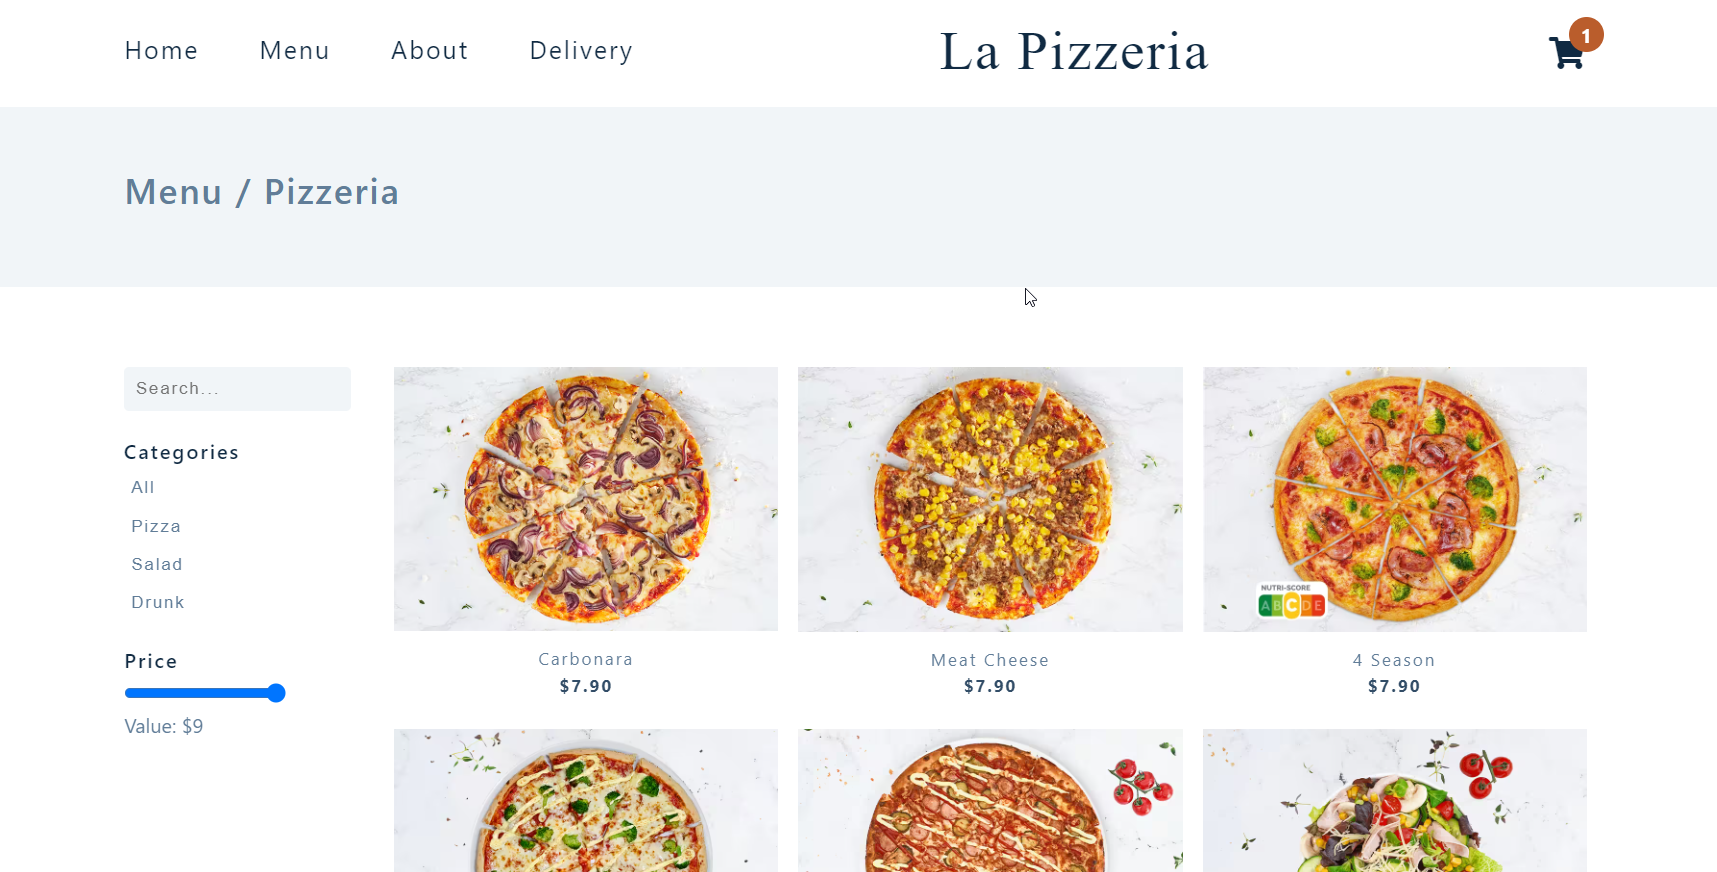 Home Menu About Delivery La Pizzeria 1
Menu / Pizzeria
Search...
Categories
All
Pizza
Salad
Drunk
Price
Value: $9
NUTRI-SCORE
A B C D E
Carbonara
$7.90
Meat Cheese
$7.90
4 Season
$7.90